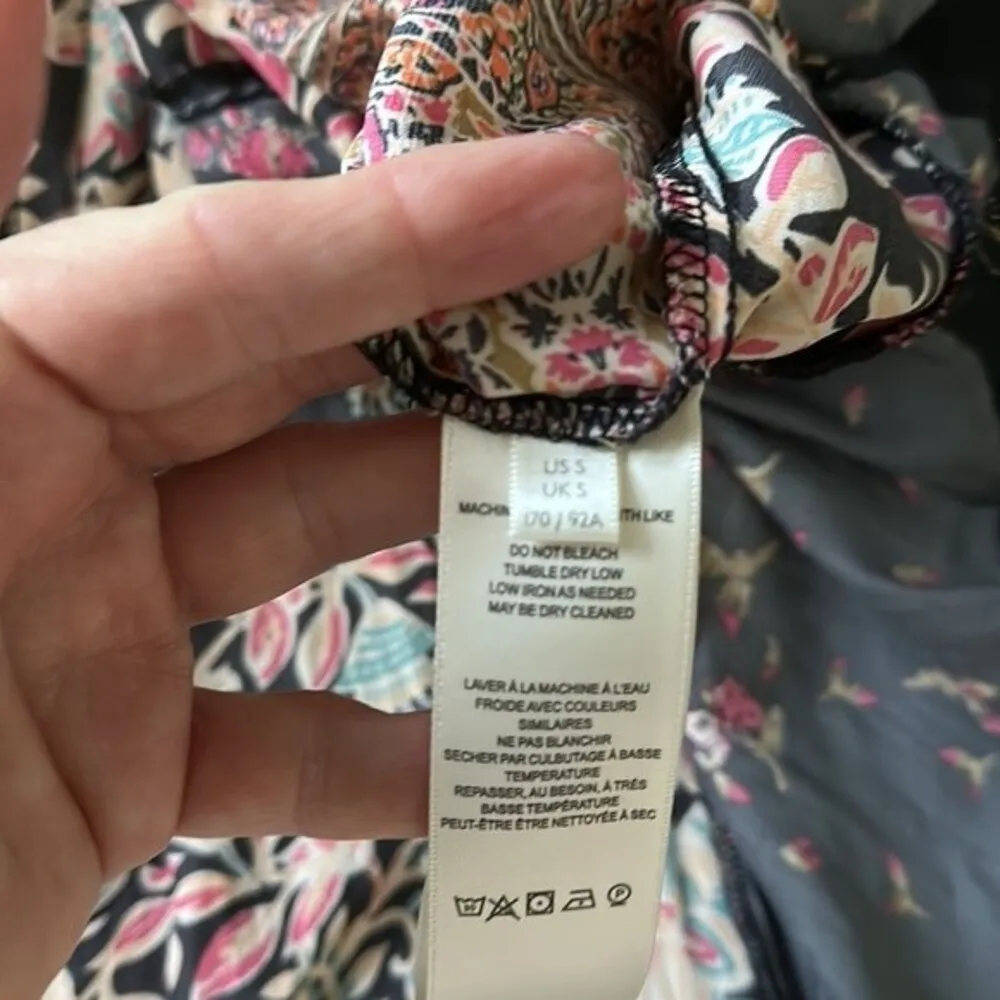 US S
UK S
170 / 92A
MACHIN
ITH LIKE
DO NOT BLEACH
TUMBLE DRY LOW
LOW IRON AS NEEDED
MAY BE DRY CLEANED
LAVER À LA MACHINE À L'EAU
FROIDE AVEC COULEURS
SIMILAIRES
NE PAS BLANCHIR
SECHER PAR CULBUTAGE À BASSE
TEMPERATURE
REPASSER, AU BESOIN, À TRÈS
BASSE TEMPÉRATURE
PEUT-ÊTRE ÊTRE NETTOYÉE À SEC
P